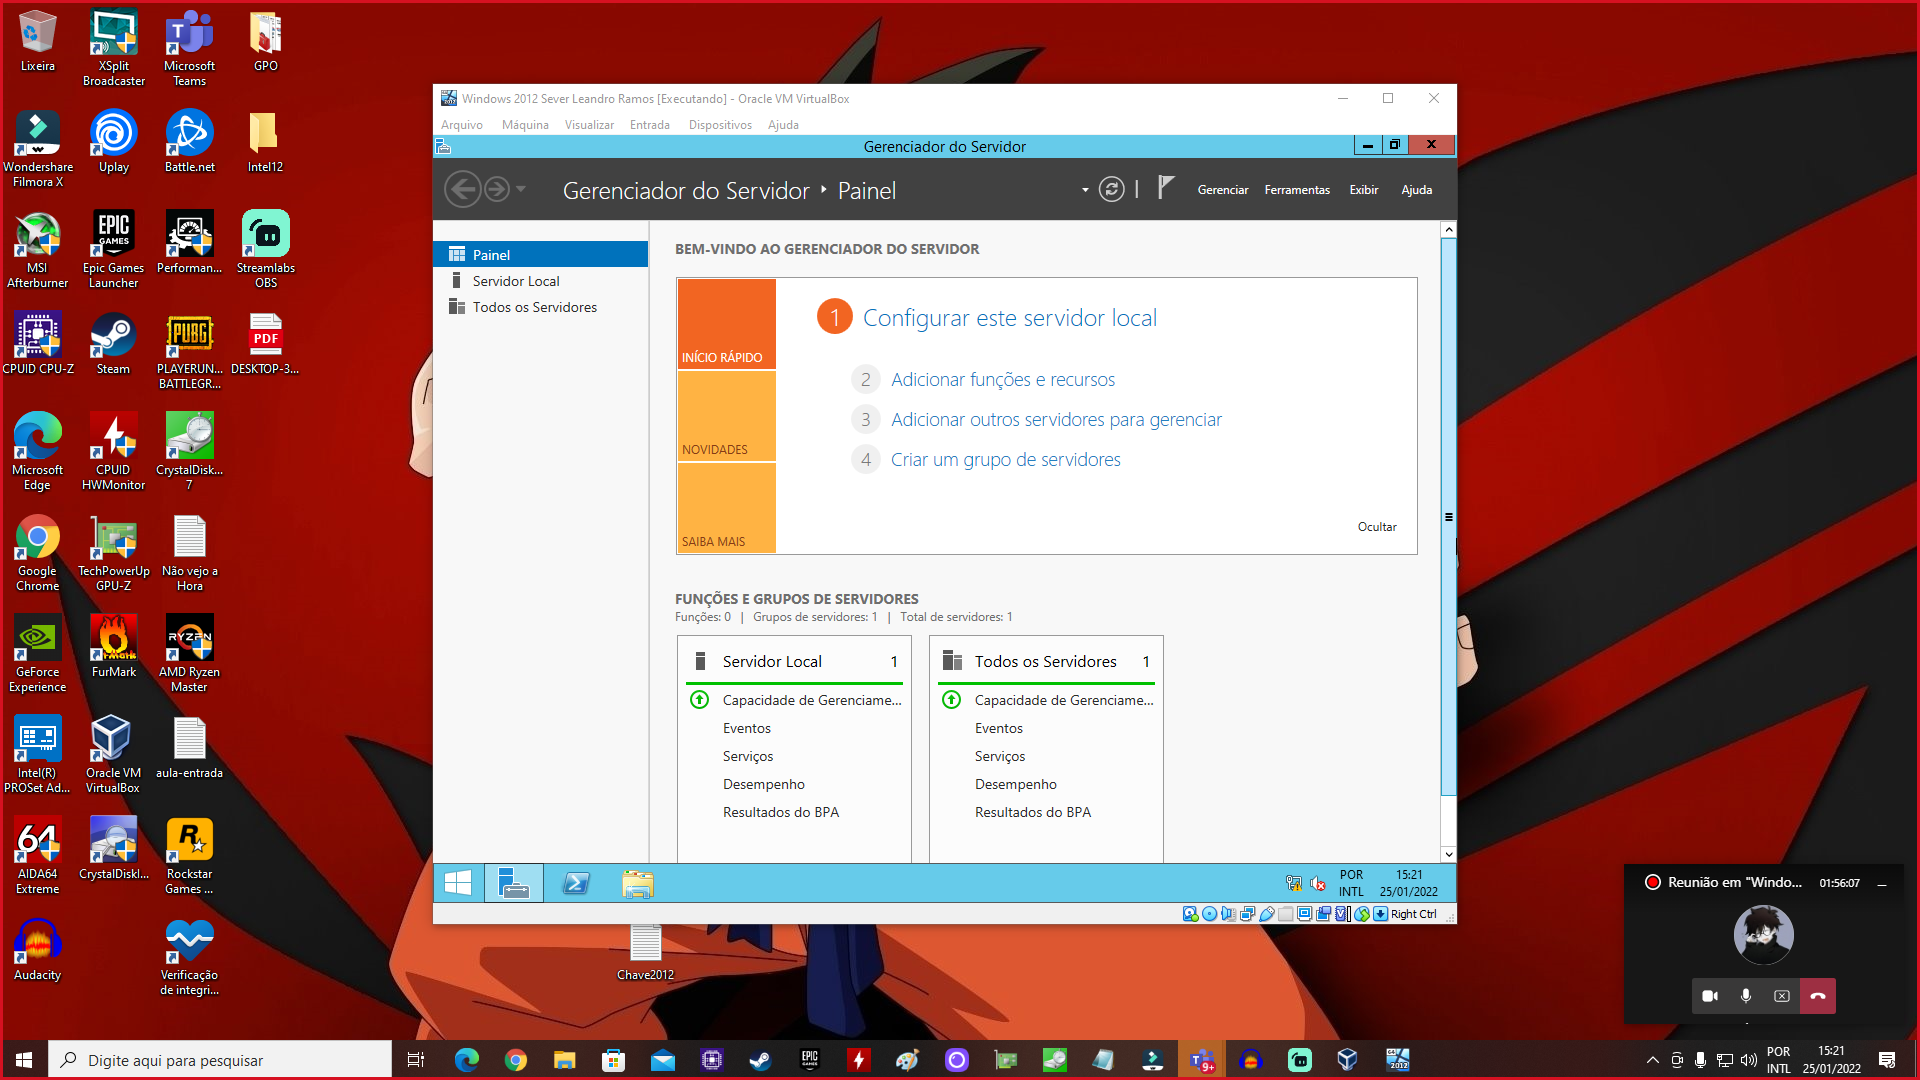 Lixeira
XSplit
Broadcaster
Microsoft
Teams
GPO
Wondershare
Filmora X
Uplay
Battle.net
Intel12
MSI
Afterburner
EPIC
GAMES
Epic Games
Launcher
Performan...
Streamlabs
OBS
CPUID CPU-Z
Steam
PUBG
PLAYERUN...
BATTLEGR...
PDF
DESKTOP-3...
Microsoft
Edge
CPUID
HWMonitor
CrystalDisk...
7
Google
Chrome
TechPowerUp
GPU-Z
Não vejo a
Hora
GeForce
Experience
FurMark
RYZEN
AMD Ryzen
Master
Intel(R)
PROSet Ad...
Oracle VM
VirtualBox
aula-entrada
64
AIDA64
Extreme
CrystalDiskI...
Rockstar
Games ...
Audacity
Verificação
de integri...
Chave2012
Windows 2012 Sever Leandro Ramos [Executando] - Oracle VM VirtualBox
Arquivo Máquina Visualizar Entrada Dispositivos Ajuda
Gerenciador do Servidor
Gerenciador do Servidor ‣ Painel
Gerenciar Ferramentas Exibir Ajuda
Painel
Servidor Local
Todos os Servidores
BEM-VINDO AO GERENCIADOR DO SERVIDOR
INÍCIO RÁPIDO
NOVIDADES
SAIBA MAIS
1 Configurar este servidor local
2 Adicionar funções e recursos
3 Adicionar outros servidores para gerenciar
4 Criar um grupo de servidores
Ocultar
FUNÇÕES E GRUPOS DE SERVIDORES
Funções: 0 | Grupos de servidores: 1 | Total de servidores: 1
Servidor Local 1
Capacidade de Gerenciame...
Eventos
Serviços
Desempenho
Resultados do BPA
Todos os Servidores 1
Capacidade de Gerenciame...
Eventos
Serviços
Desempenho
Resultados do BPA
POR
INTL
15:21
25/01/2022
Right Ctrl
Reunião em "Windo... 01:56:07
Digite aqui para pesquisar
EPIC
GAMES
9+
2012
POR
INTL
15:21
25/01/2022